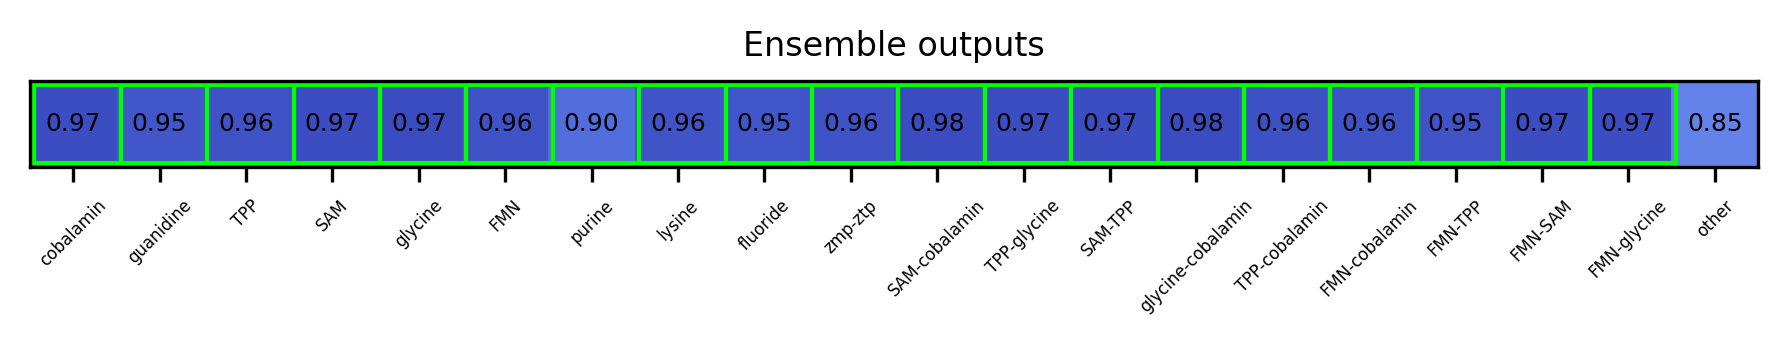 Ensemble outputs
0.97 0.95 0.96 0.97 0.97 0.96 0.90 0.96 0.95 0.96 0.98 0.97 0.97 0.98 0.96 0.96 0.95 0.97 0.97 0.85
cobalamin guanidine TPP SAM glycine FMN purine lysine fluoride zmp-ztp SAM-cobalamin TPP-glycine SAM-TPP glycine-cobalamin TPP-cobalamin FMN-cobalamin FMN-TPP FMN-SAM FMN-glycine other